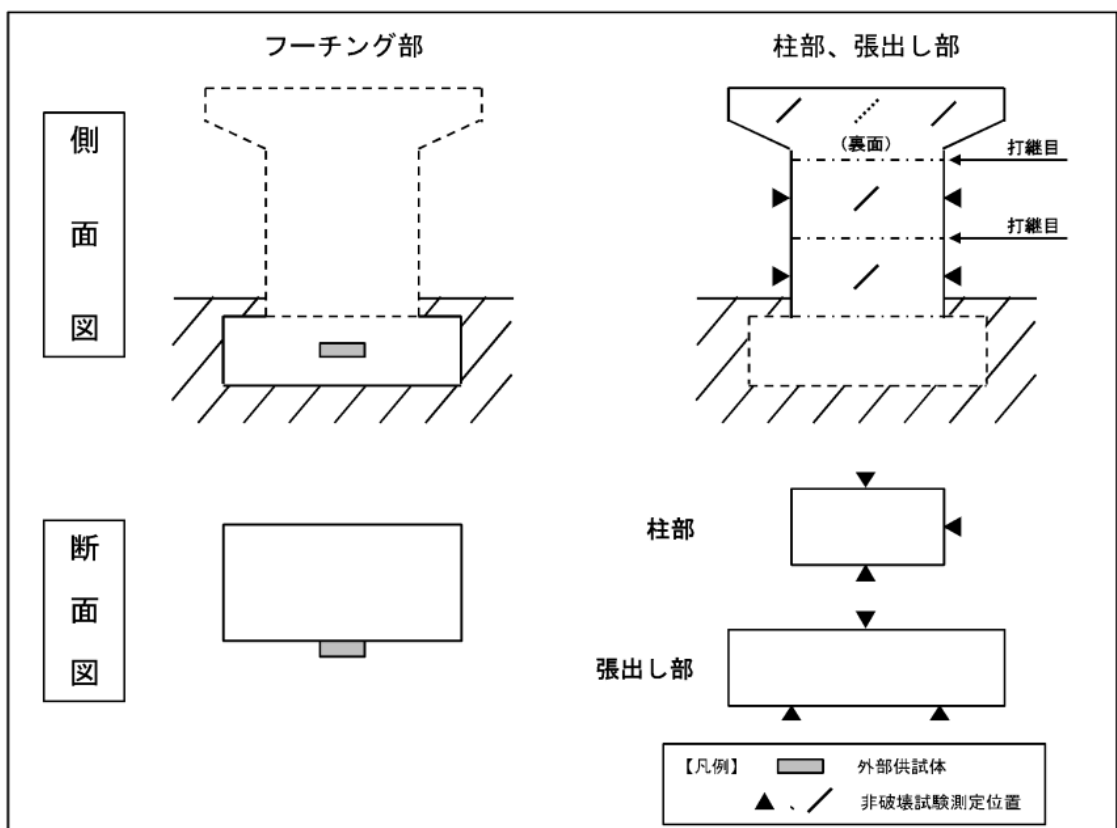 フーチング部
柱部、張出し部
側面図
(裏面)
打継目
打継目
断面図
柱部
張出し部
【凡例】 外部供試体
▲、／ 非破壊試験測定位置